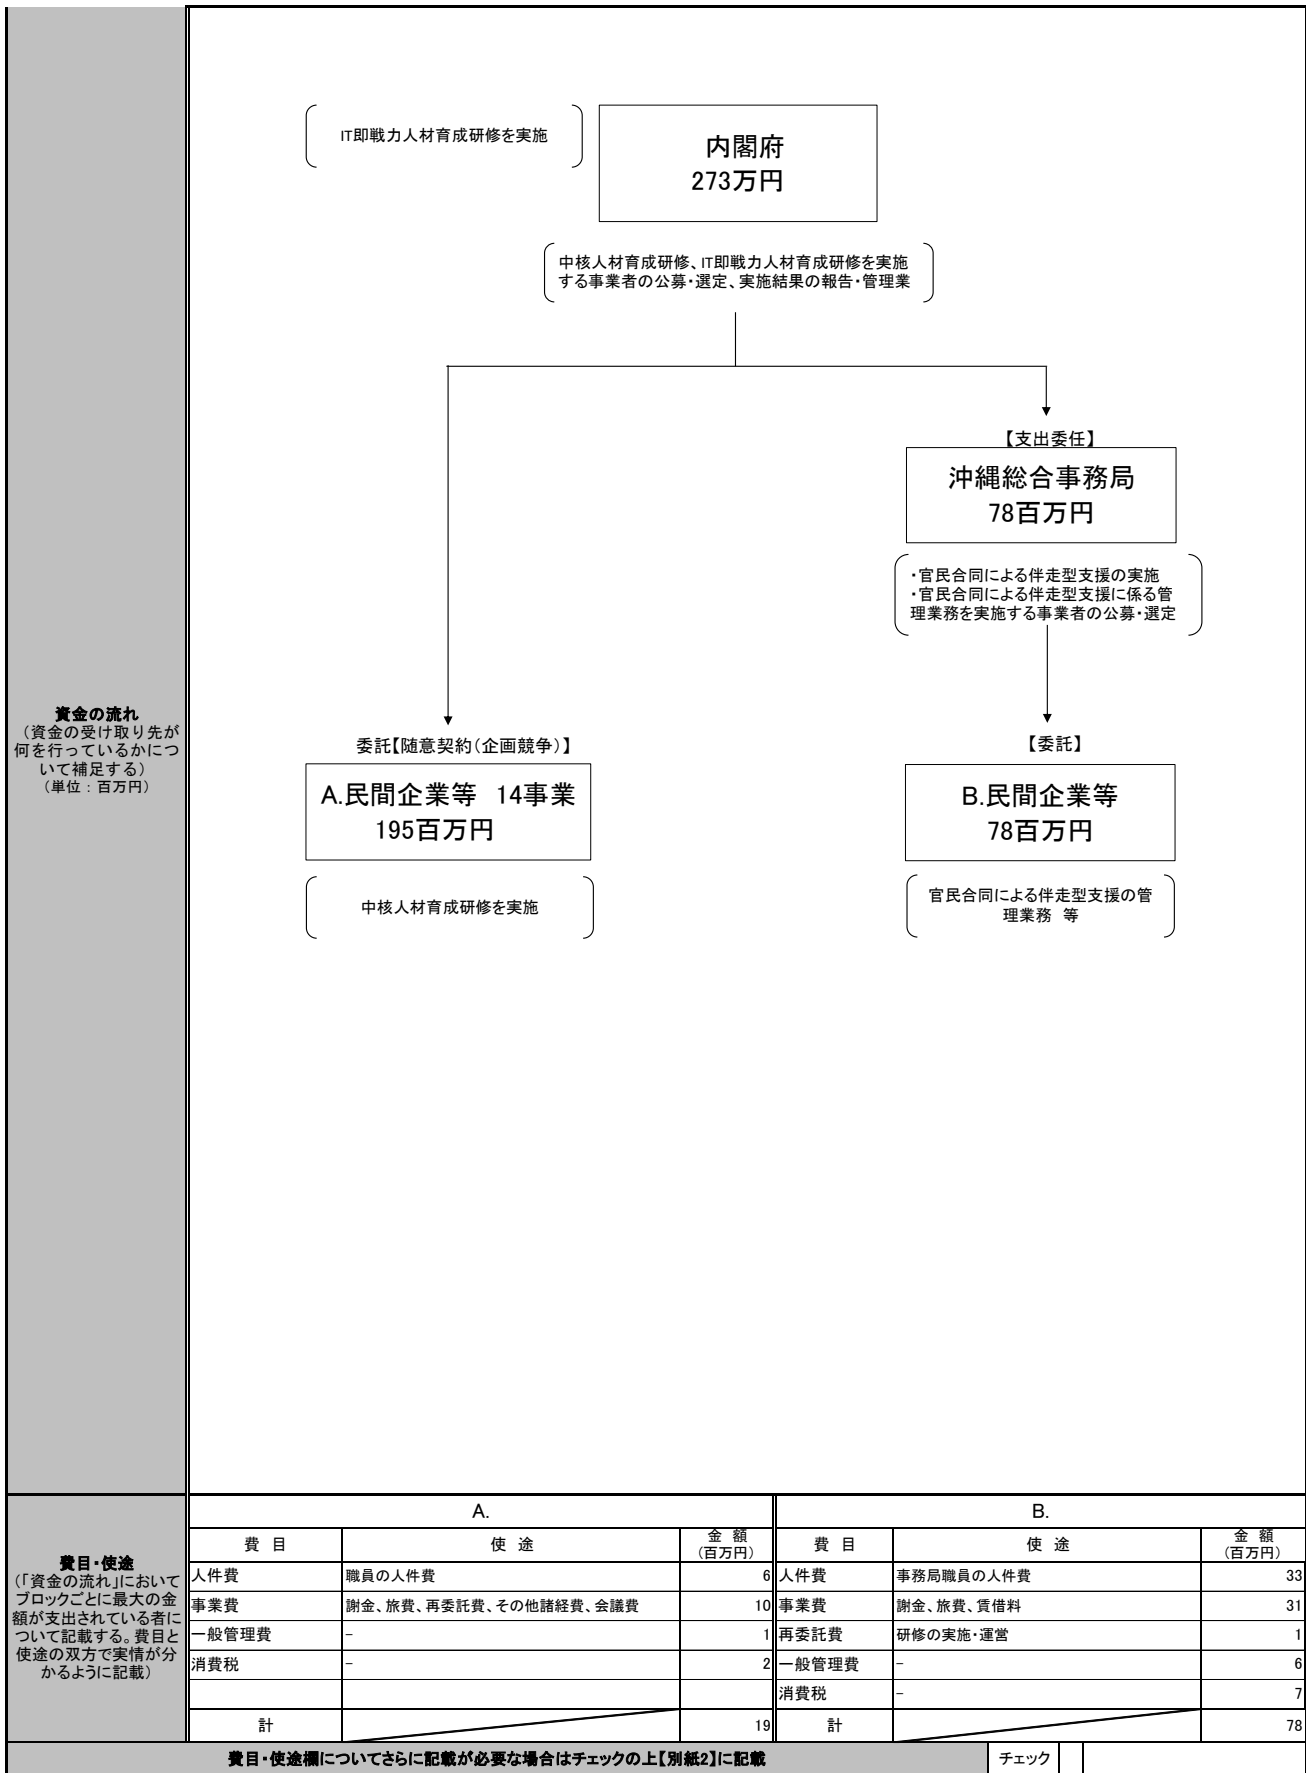 IT即戦力人材育成研修を実施
内閣府
273万円
中核人材育成研修、IT即戦力人材育成研修を実施
する事業者の公募・選定、実施結果の報告・管理業
【支出委任】
沖縄総合事務局
78百万円
・官民合同による伴走型支援の実施
・官民合同による伴走型支援に係る管
理業務を実施する事業者の公募・選定
資金の流れ
（資金の受け取り先が
何を行っているかにつ
いて補足する）
（単位：百万円）
委託【随意契約（企画競争）】
A.民間企業等　14事業
195百万円
中核人材育成研修を実施
【委託】
B.民間企業等
78百万円
官民合同による伴走型支援の管
理業務　等
費目・使途
（「資金の流れ」において
ブロックごとに最大の金
額が支出されている者に
ついて記載する。費目と
使途の双方で実情が分
かるように記載）
A. B.
費　目 使　途 金　額 （百万円） 費　目 使　途 金　額 （百万円）
人件費 職員の人件費 6 人件費 事務局職員の人件費 33
事業費 謝金、旅費、再委託費、その他諸経費、会議費 10 事業費 謝金、旅費、賃借料 31
一般管理費 - 1 再委託費 研修の実施・運営 1
消費税 - 2 一般管理費 - 6
消費税 - 7
計 19 計 78
費目・使途欄についてさらに記載が必要な場合はチェックの上【別紙2】に記載 チェック